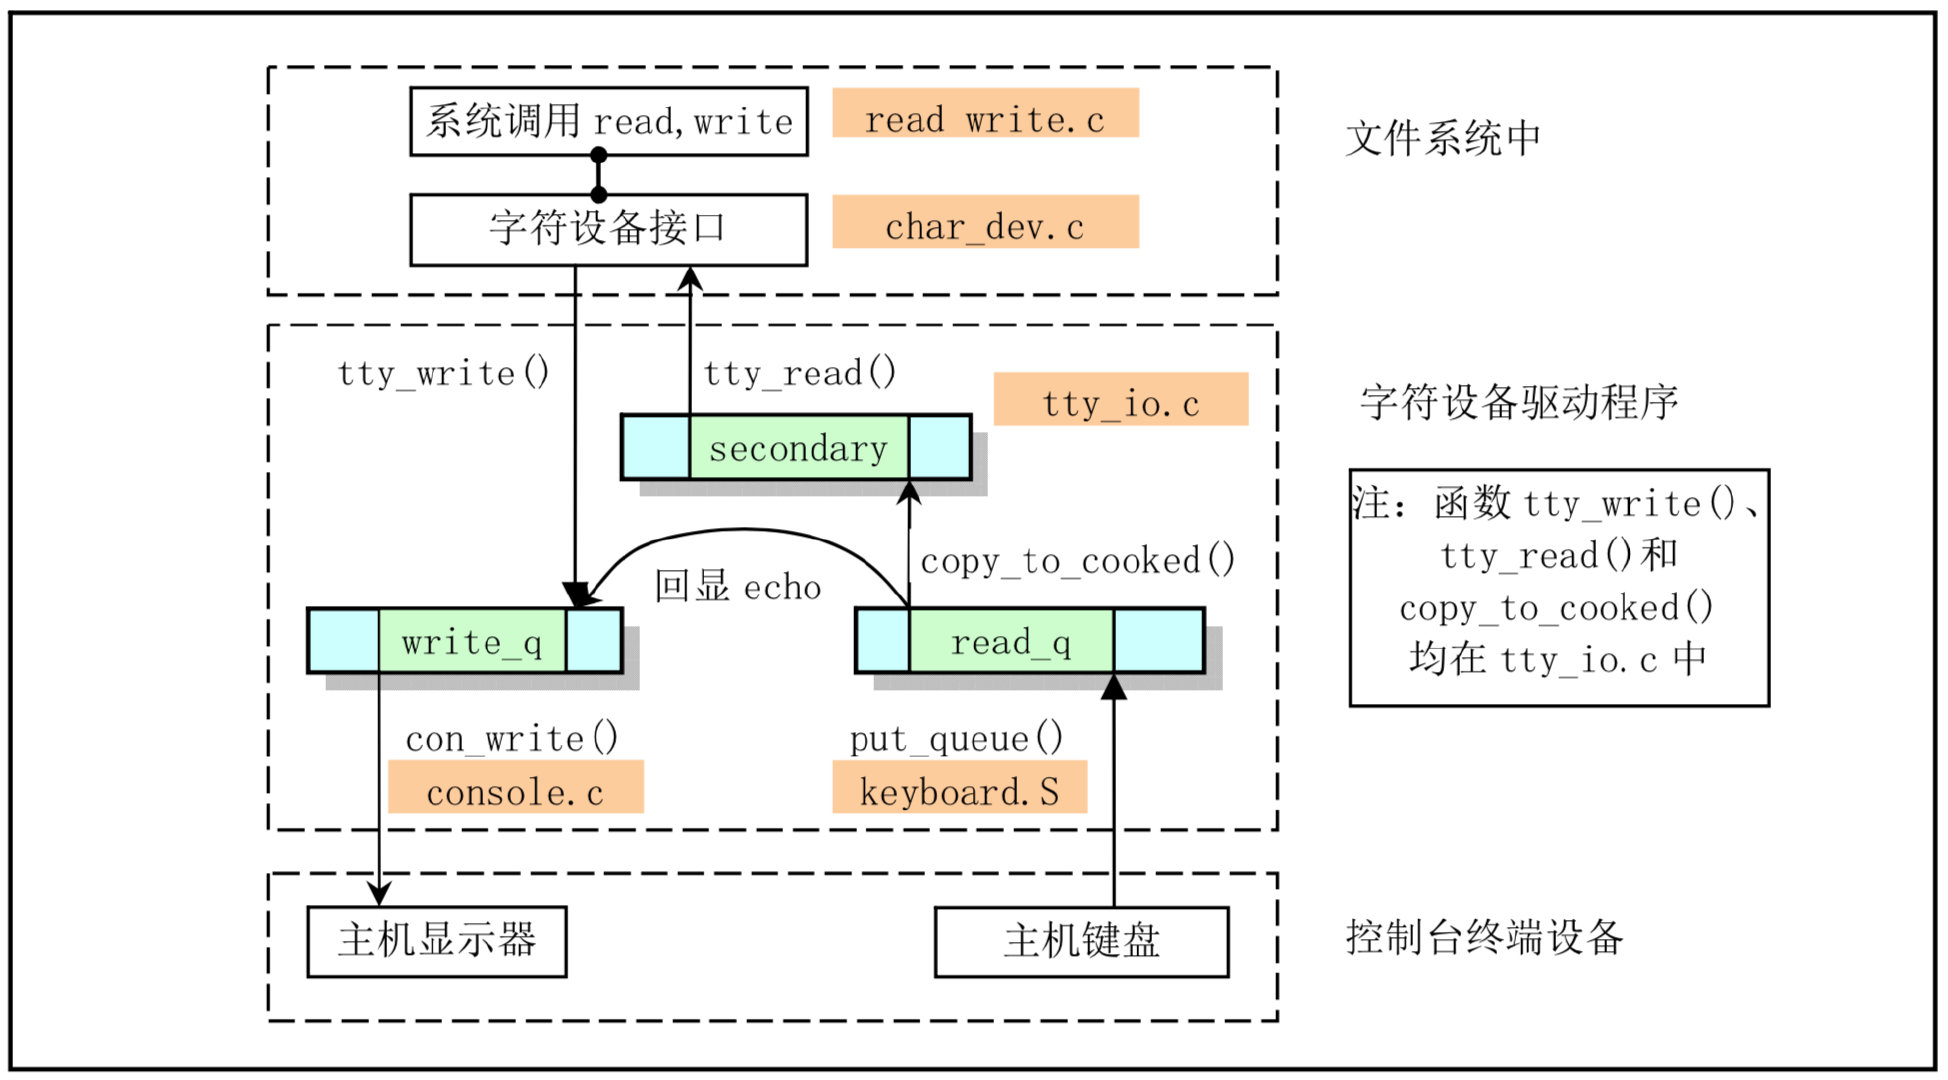 系统调用 read,write
read write.c
文件系统中
字符设备接口
char_dev.c
tty_write()
tty_read()
tty_io.c
字符设备驱动程序
secondary
注：函数 tty_write()、
tty_read()和
copy_to_cooked()
均在 tty_io.c 中
copy_to_cooked()
回显 echo
write_q
read_q
con_write()
put_queue()
console.c
keyboard.S
主机显示器
主机键盘
控制台终端设备